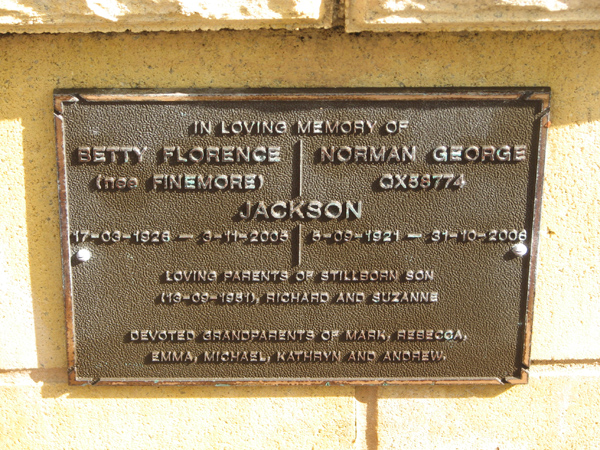 IN LOVING MEMORY OF
BETTY FLORENCE NORMAN GEORGE
(nee FINEMORE) QX53774
JACKSON
17-03-1926 — 3-11-2005 5-09-1921 — 31-10-2006
LOVING PARENTS OF STILLBORN SON
(13-09-1951), RICHARD AND SUZANNE
DEVOTED GRANDPARENTS OF MARK, REBECCA,
EMMA, MICHAEL, KATHRYN AND ANDREW.